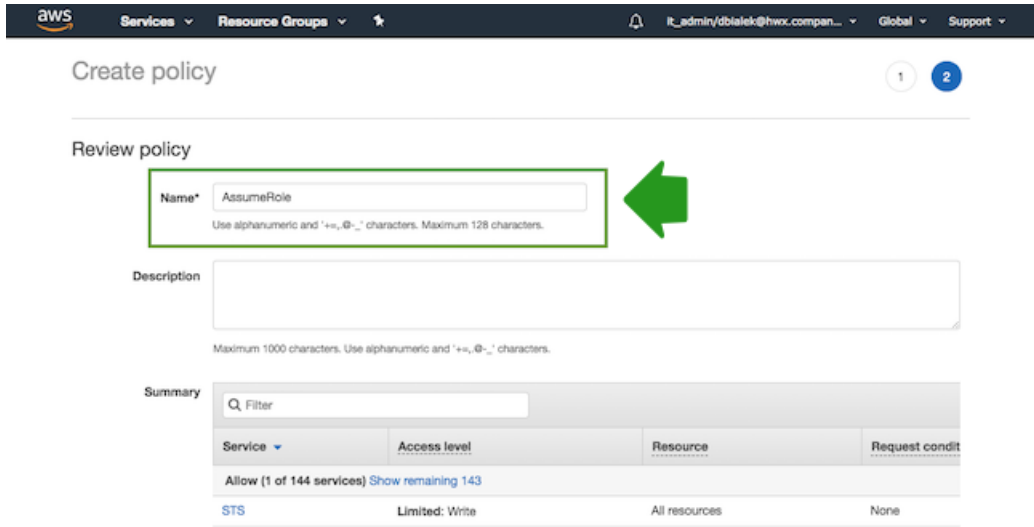 aws Services Resource Groups it_admin/dbialek@hwx.compan... Global Support
Create policy 1 2
Review policy
Name* AssumeRole
Use alphanumeric and '+=,.@-_' characters. Maximum 128 characters.
Description
Maximum 1000 characters. Use alphanumeric and '+=,.@-_' characters.
Summary
Filter
Service Access level Resource Request condit
Allow (1 of 144 services) Show remaining 143
STS Limited: Write All resources None